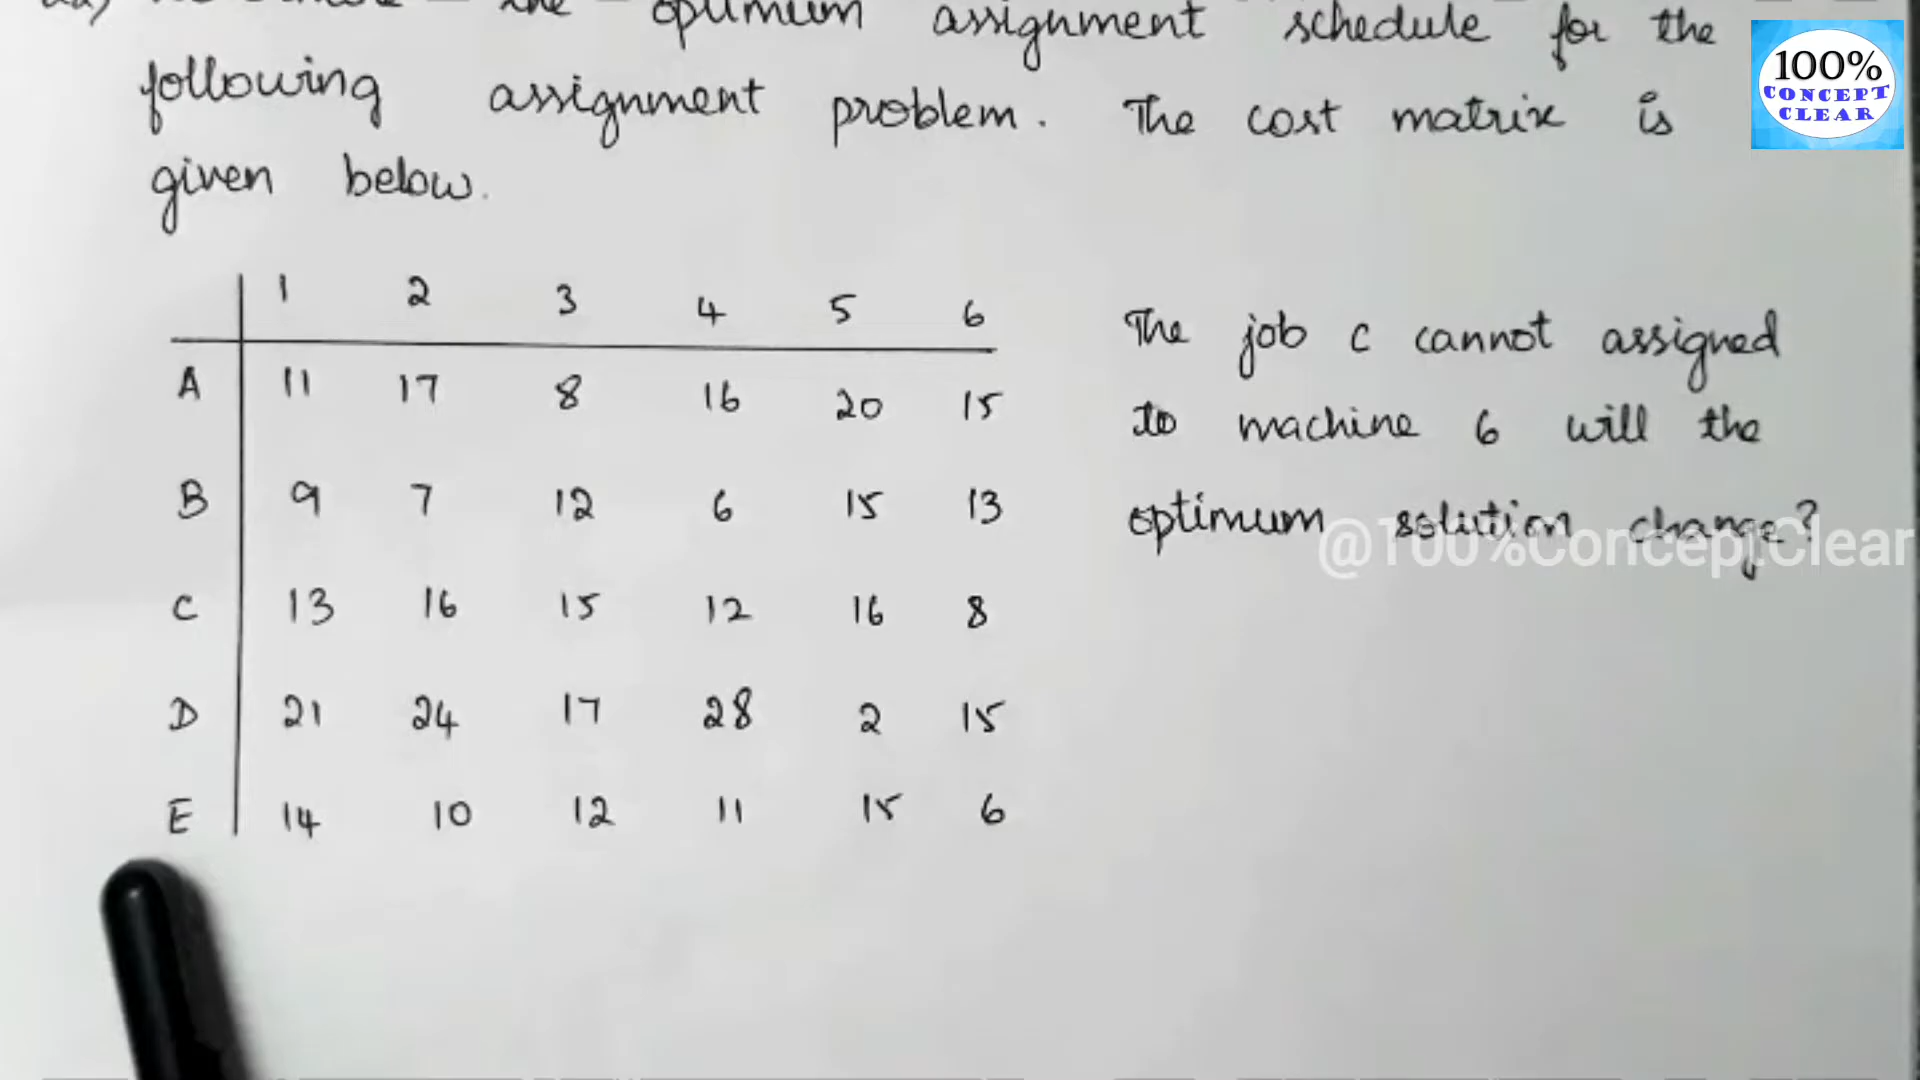 the optimum assignment schedule for the
following assignment problem. The cost matrix is
given below.
1 2 3 4 5 6
A 11 17 8 16 20 15
B 9 7 12 6 15 13
C 13 16 15 12 16 8
D 21 24 17 28 2 15
E 14 10 12 11 15 6
The job c cannot assigned
to machine 6 will the
optimum solution change?
100%
CONCEPT
CLEAR
@100%ConceptClear